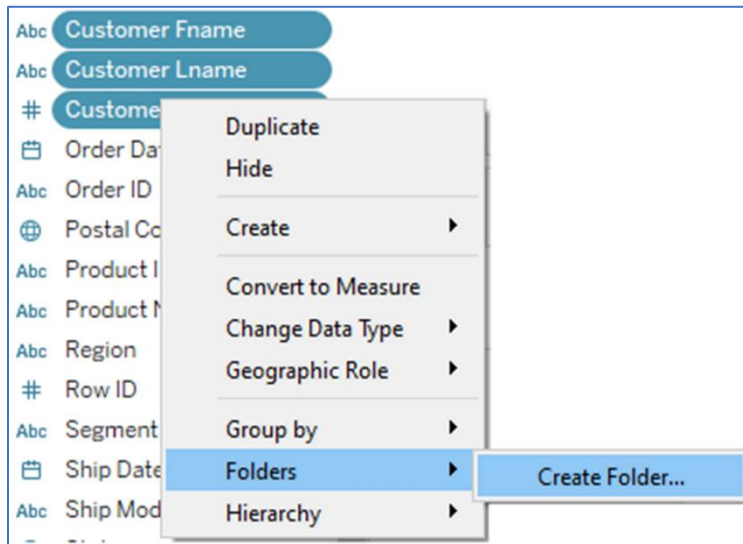 Abc Customer Fname
Abc Customer Lname
# Custome
Order Da
Abc Order ID
Postal Co
Abc Product I
Abc Product N
Abc Region
# Row ID
Abc Segment
Ship Date
Abc Ship Mod
Duplicate
Hide
Create
Convert to Measure
Change Data Type
Geographic Role
Group by
Folders
Hierarchy
Create Folder...